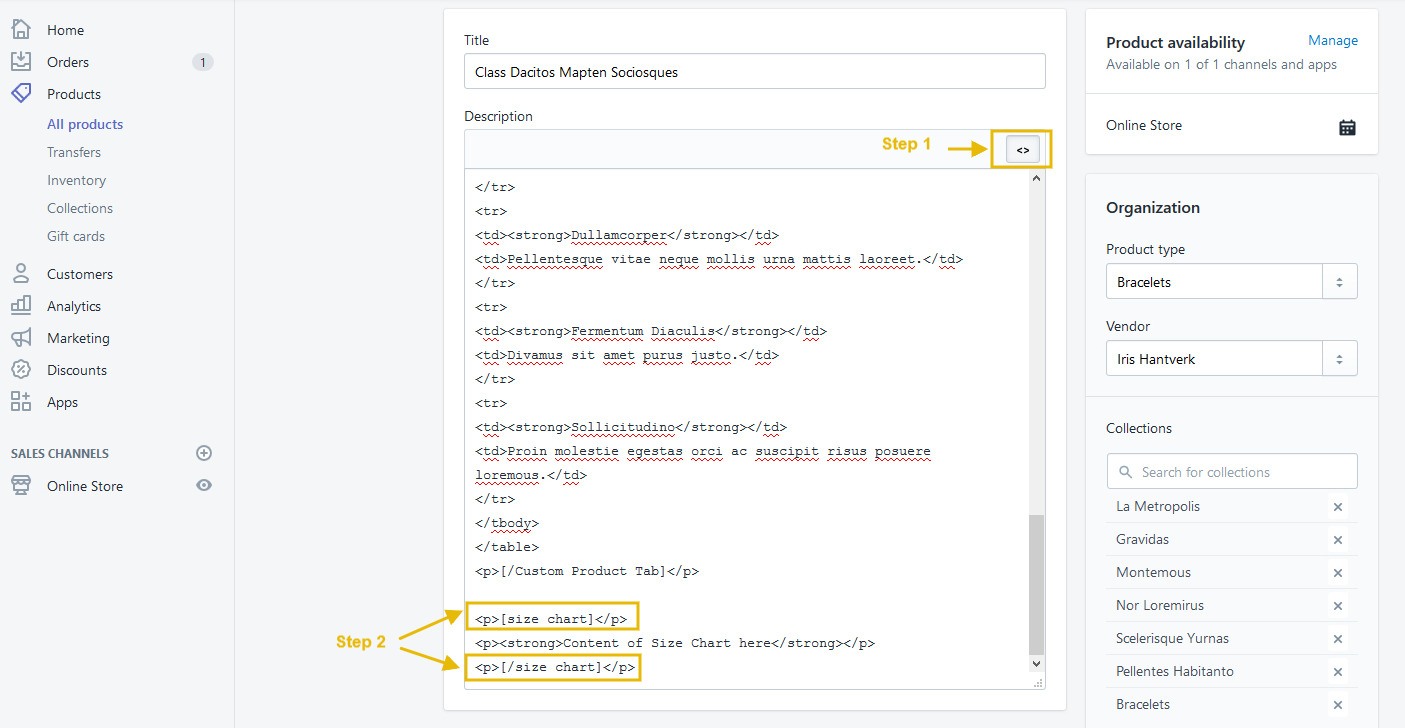 Home
Orders 1
Products
All products
Transfers
Inventory
Collections
Gift cards
Customers
Analytics
Marketing
Discounts
Apps
SALES CHANNELS
Online Store
Title
Class Dacitos Mapten Sociosques
Description
Step 1
<>
</tr>
<tr>
<td><strong>Dullamcorper</strong></td>
<td>Pellentesque vitae neque mollis urna mattis laoreet.</td>
</tr>
<tr>
<td><strong>Fermentum Diaculis</strong></td>
<td>Divamus sit amet purus justo.</td>
</tr>
<tr>
<td><strong>Sollicitudino</strong></td>
<td>Proin molestie egestas orci ac suscipit risus posuere
loremous.</td>
</tr>
</tbody>
</table>
<p>[/Custom Product Tab]</p>
Step 2
<p>[size chart]</p>
<p><strong>Content of Size Chart here</strong></p>
<p>[/size chart]</p>
Product availability Manage
Available on 1 of 1 channels and apps
Online Store
Organization
Product type
Bracelets
Vendor
Iris Hantverk
Collections
Search for collections
La Metropolis
Gravidas
Montemous
Nor Loremirus
Scelerisque Yurnas
Pellentes Habitanto
Bracelets